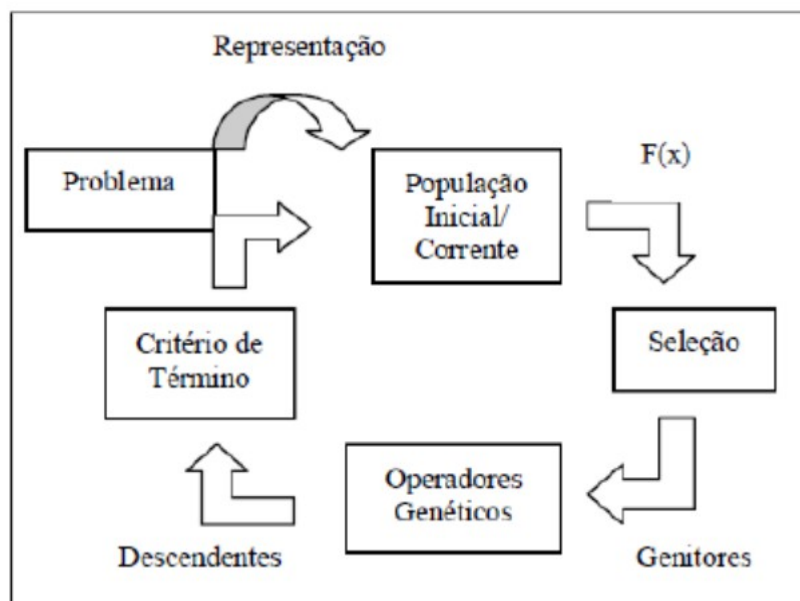 Representação
Problema
População
Inicial/
Corrente
F(x)
Critério de
Término
Seleção
Operadores
Genéticos
Descendentes
Genitores